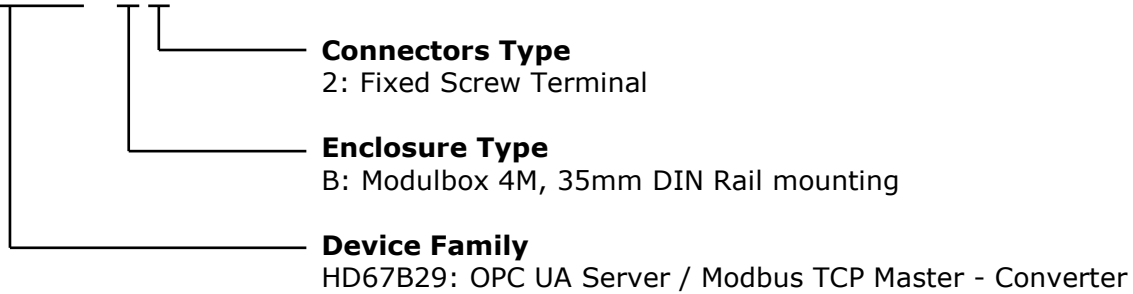 Connectors Type
2: Fixed Screw Terminal
Enclosure Type
B: Modulbox 4M, 35mm DIN Rail mounting
Device Family
HD67B29: OPC UA Server / Modbus TCP Master - Converter